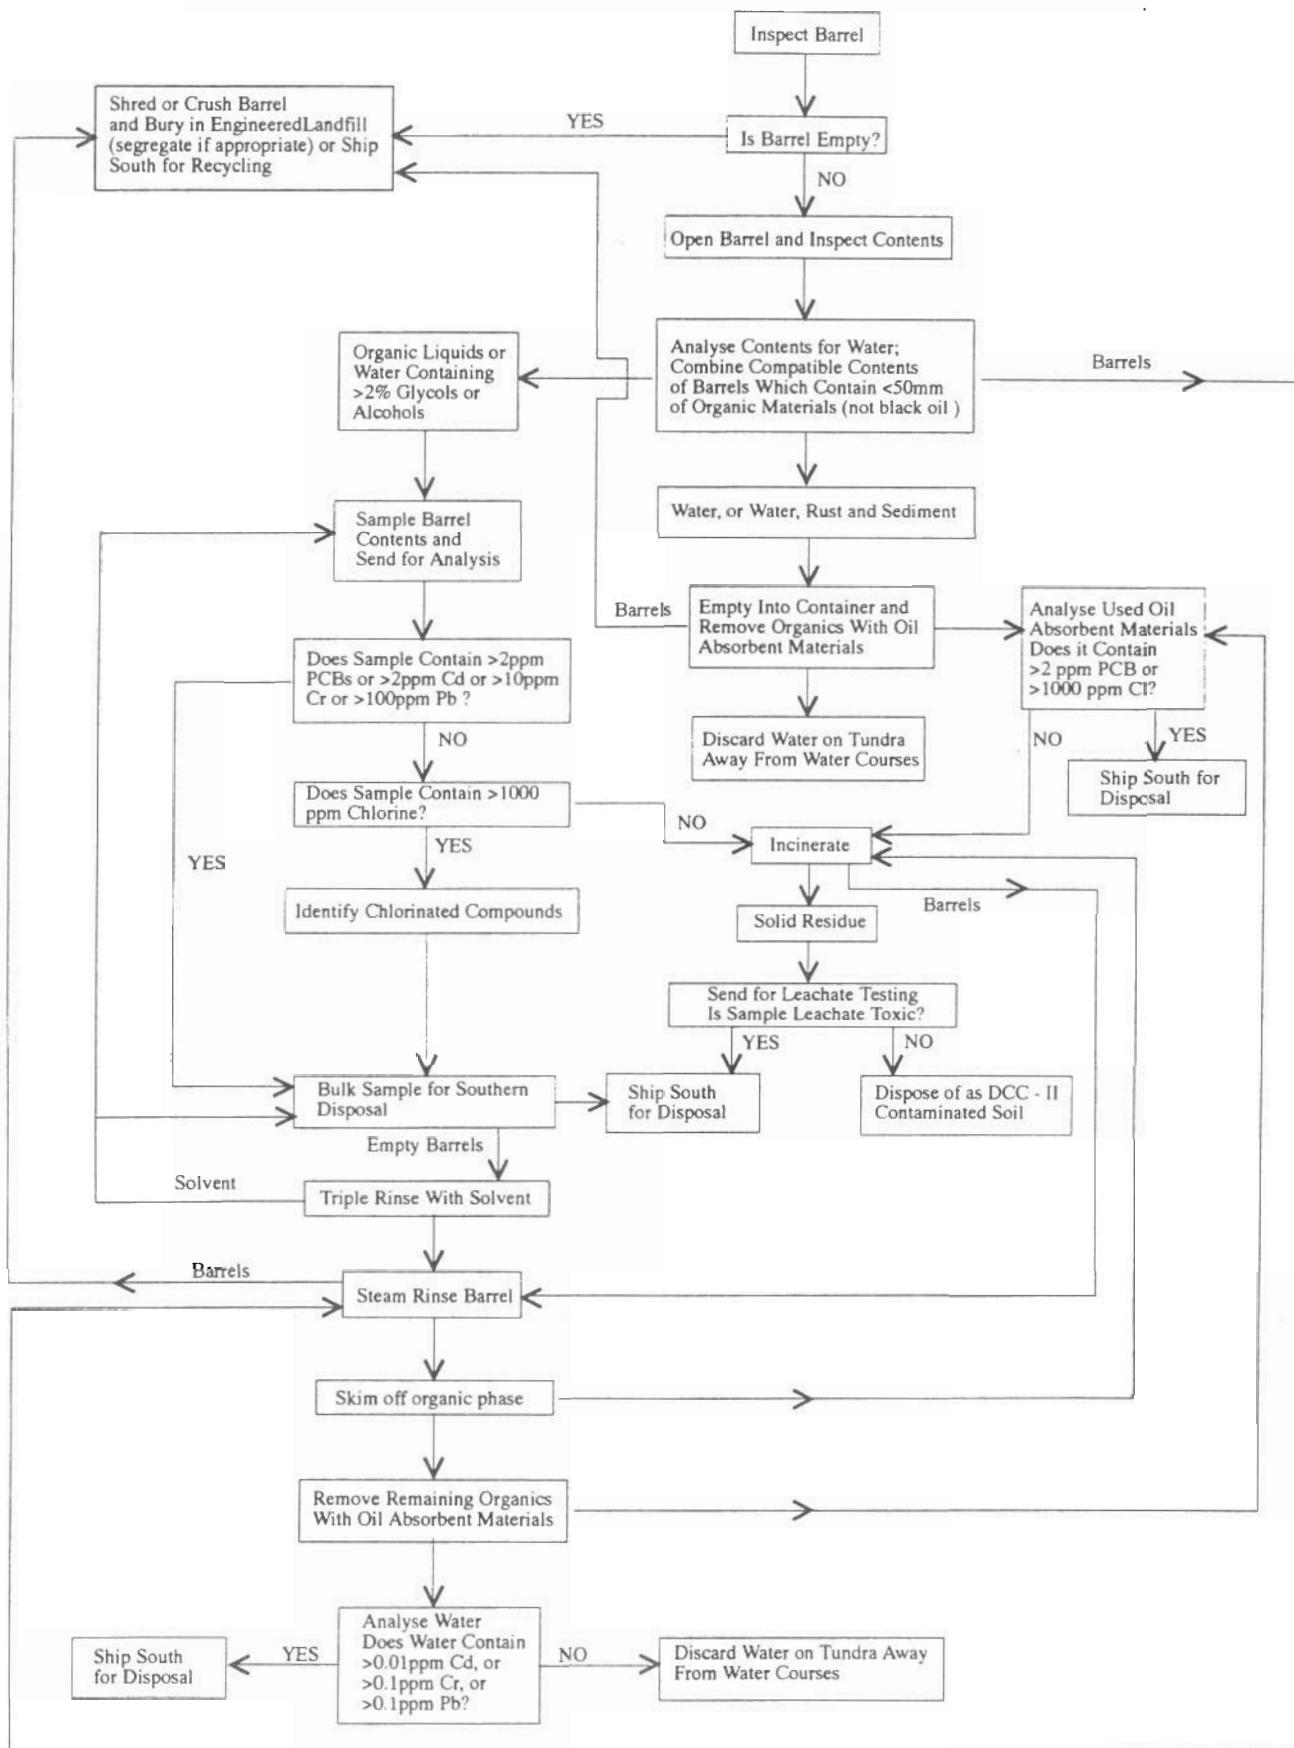 Inspect Barrel
Shred or Crush Barrel
and Bury in EngineeredLandfill
(segregate if appropriate) or Ship
South for Recycling
YES
Is Barrel Empty?
NO
Open Barrel and Inspect Contents
Organic Liquids or
Water Containing
>2% Glycols or
Alcohols
Analyse Contents for Water;
Combine Compatible Contents
of Barrels Which Contain <50mm
of Organic Materials (not black oil )
Barrels
Water, or Water, Rust and Sediment
Sample Barrel
Contents and
Send for Analysis
Barrels
Empty Into Container and
Remove Organics With Oil
Absorbent Materials
Analyse Used Oil
Absorbent Materials
Does it Contain
>2 ppm PCB or
>1000 ppm Cl?
Does Sample Contain >2ppm
PCBs or >2ppm Cd or >10ppm
Cr or >100ppm Pb ?
NO
Discard Water on Tundra
Away From Water Courses
NO
YES
Ship South for
Disposal
Does Sample Contain >1000
ppm Chlorine?
NO
Incinerate
YES
YES
Barrels
Identify Chlorinated Compounds
Solid Residue
Send for Leachate Testing
Is Sample Leachate Toxic?
YES
NO
Bulk Sample for Southern
Disposal
Ship South
for Disposal
Dispose of as DCC - II
Contaminated Soil
Empty Barrels
Solvent
Triple Rinse With Solvent
Barrels
Steam Rinse Barrel
Skim off organic phase
Remove Remaining Organics
With Oil Absorbent Materials
Analyse Water
Does Water Contain
>0.01ppm Cd, or
>0.1ppm Cr, or
>0.1ppm Pb?
YES
Ship South
for Disposal
NO
Discard Water on Tundra Away
From Water Courses